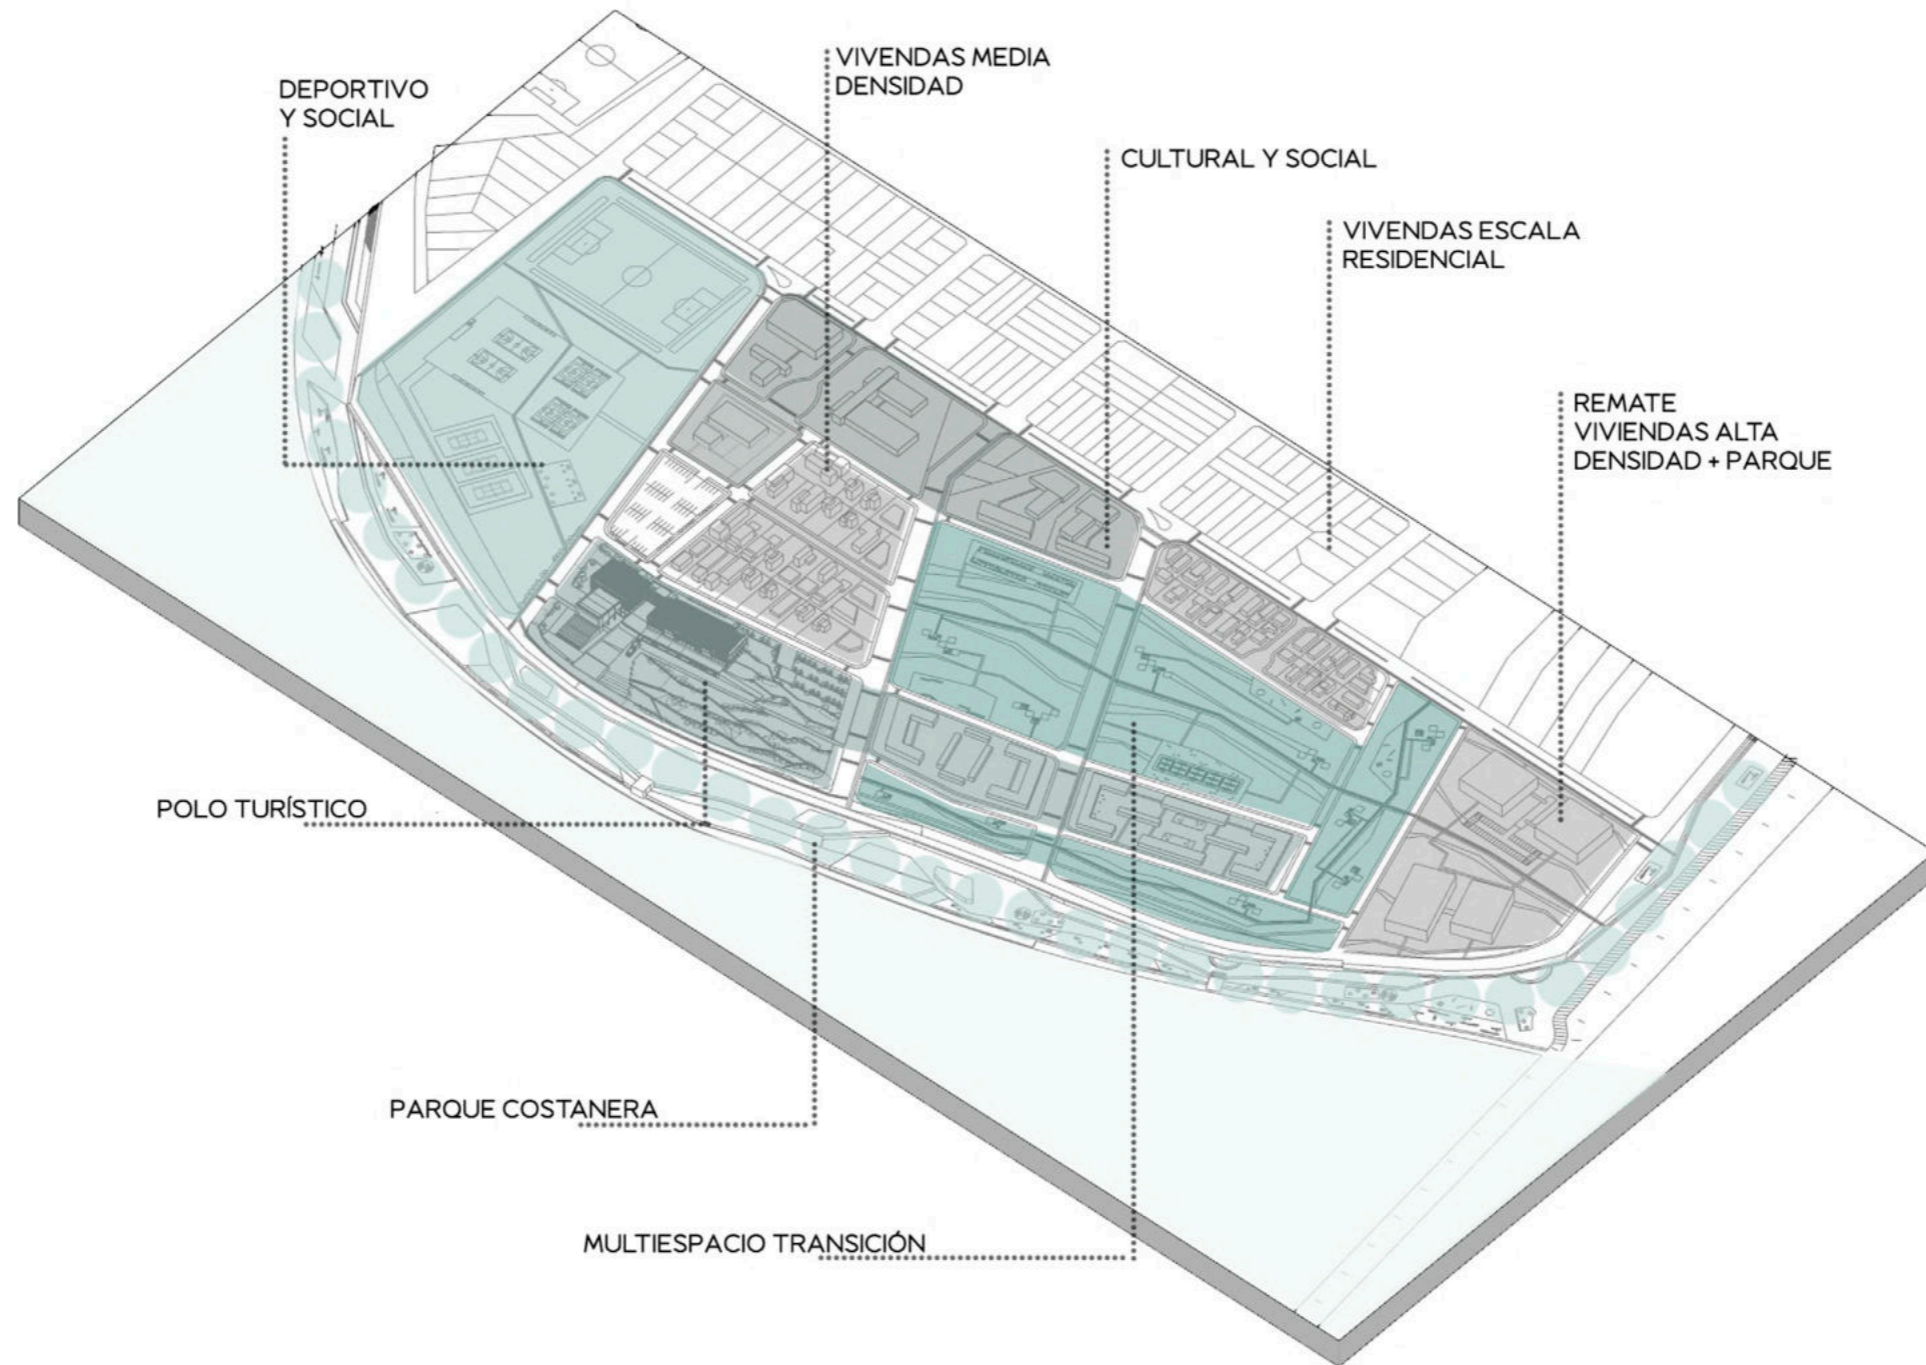 VIVENDAS MEDIA
DENSIDAD
DEPORTIVO
Y SOCIAL
CULTURAL Y SOCIAL
VIVENDAS ESCALA
RESIDENCIAL
REMATE
VIVIENDAS ALTA
DENSIDAD + PARQUE
POLO TURÍSTICO
PARQUE COSTANERA
MULTIESPACIO TRANSICIÓN